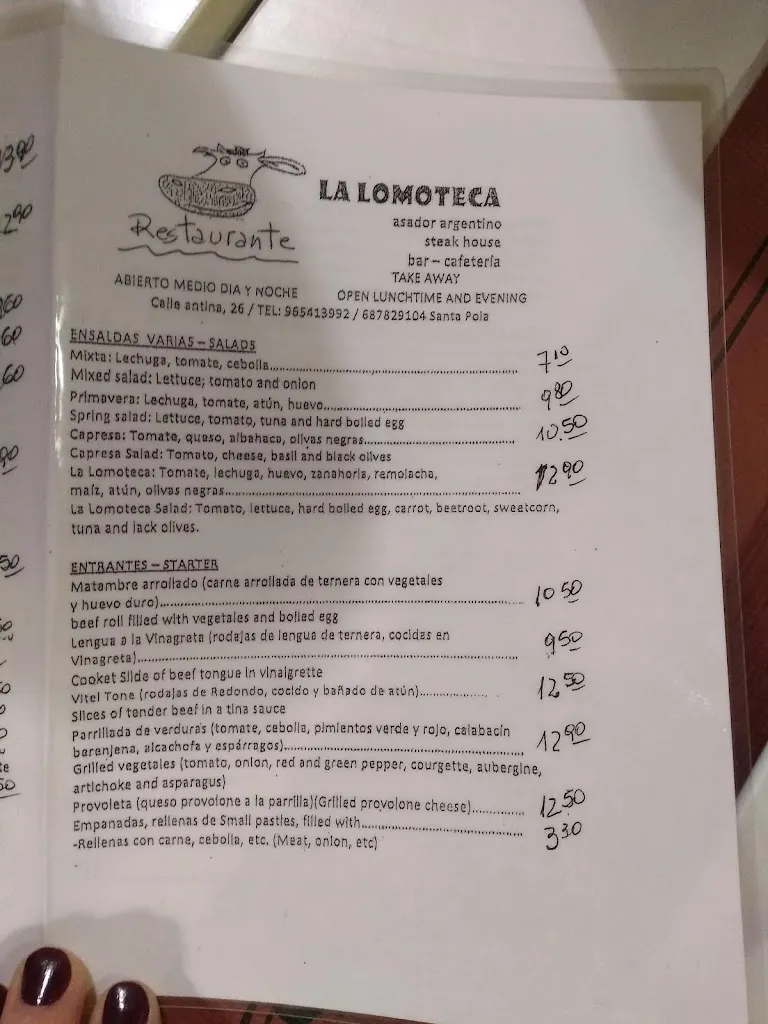 Restaurante
LA LOMOTECA
asador argentino
steak house
bar – cafetería
TAKE AWAY
ABIERTO MEDIO DIA Y NOCHE OPEN LUNCHTIME AND EVENING
Calle antina, 26 / TEL: 965413992 / 687829104 Santa Pola
ENSALDAS VARIAS – SALADS
Mixta: Lechuga, tomate, cebolla........ 7,10
Mixed salad: Lettuce; tomato and onion
Primavera: Lechuga, tomate, atún, huevo........ 9,80
Spring salad: Lettuce, tomato, tuna and hard boiled egg
Capresa: Tomate, queso, albahaca, olivas negras........ 10,50
Capresa Salad: Tomato, cheese, basil and black olives
La Lomoteca: Tomate, lechuga, huevo, zanahoria, remolacha,
maíz, atún, olivas negras........ 12,90
La Lomoteca Salad: Tomato, lettuce, hard boiled egg, carrot, beetroot, sweetcorn,
tuna and lack olives.
ENTRANTES – STARTER
Matambre arrollado (carne arrollada de ternera con vegetales
y huevo duro)........ 10,50
beef roll filled with vegetales and boiled egg
Lengua a la Vinagreta (rodajas de lengua de ternera, cocidas en
Vinagreta)........ 9,50
Cooket Slide of beef tongue in vinaigrette
Vitel Tone (rodajas de Redondo, cocido y bañado de atún)........ 12,50
Slices of tender beef in a tina sauce
Parrillada de verduras (tomate, cebolla, pimientos verde y rojo, calabacín
berenjena, alcachofa y espárragos)........ 12,90
Grilled vegetales (tomato, onion, red and green pepper, courgette, aubergine,
artichoke and asparagus)
Provoleta (queso provolone a la parrilla)(Grilled provolone cheese)........ 12,50
Empanadas, rellenas de Small pasties, filled with........ 3,30
-Rellenas con carne, cebolla, etc. (Meat, onion, etc)